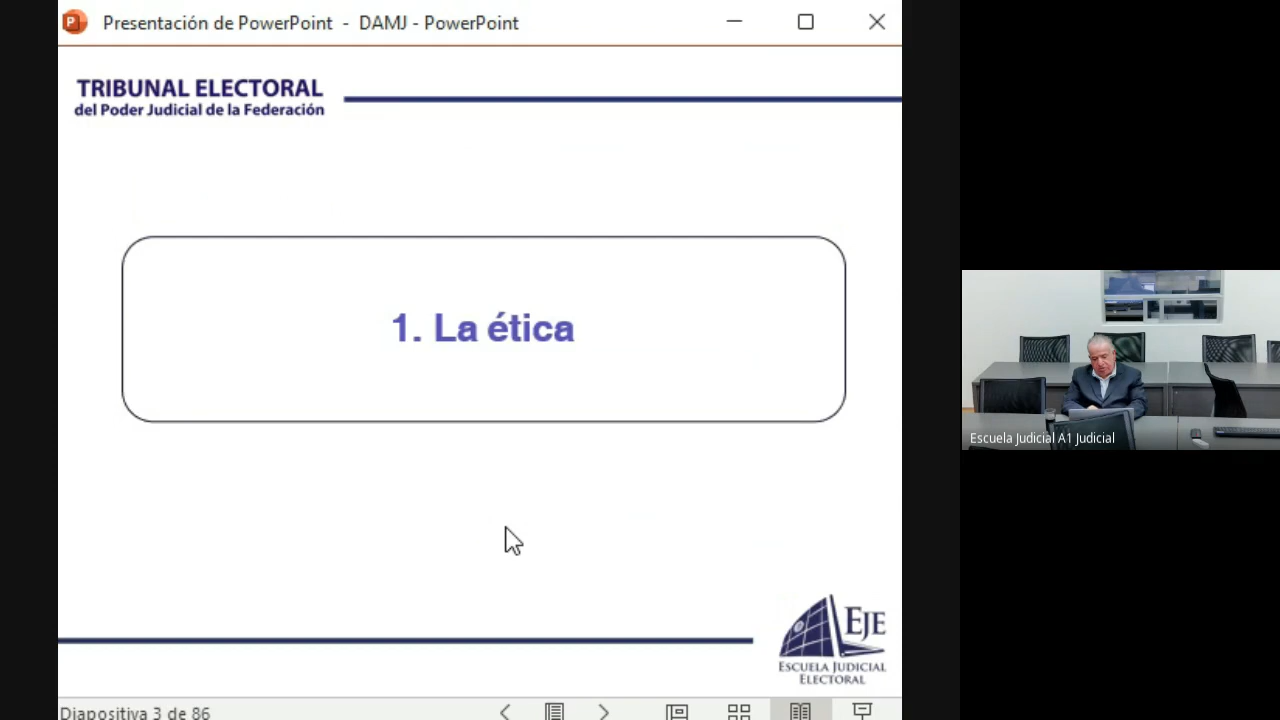 Presentación de PowerPoint - DAMJ - PowerPoint
TRIBUNAL ELECTORAL
del Poder Judicial de la Federación
1. La ética
EJE
ESCUELA JUDICIAL
ELECTORAL
Diapositiva 3 de 86
Escuela Judicial A1 Judicial